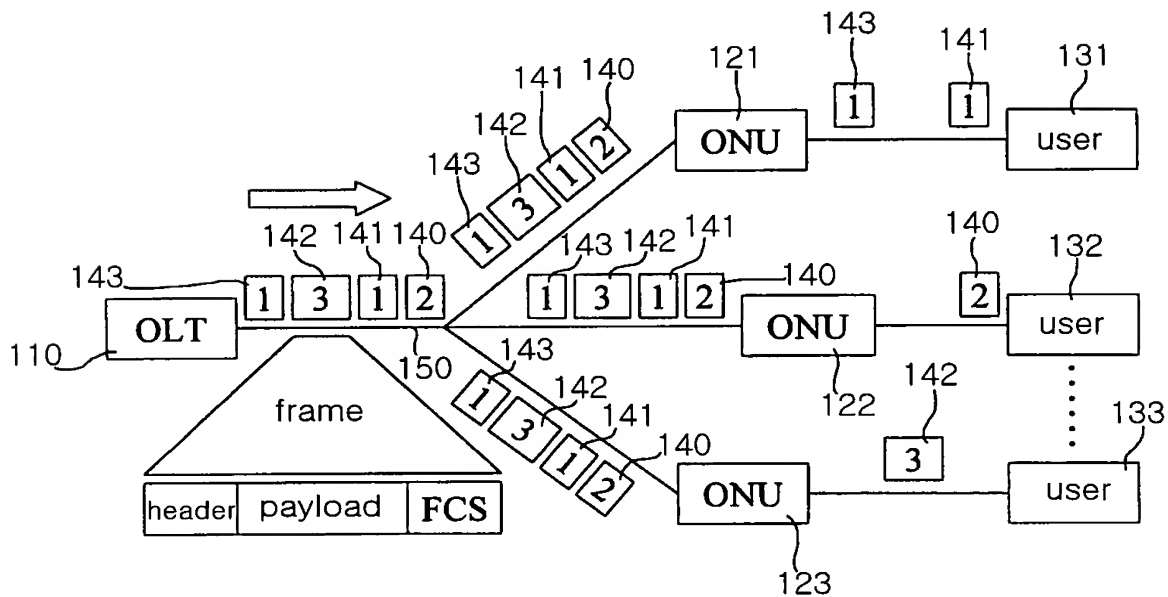 143 141
140 121 131
141
142 1 1
143 ONU user
2
1
3
1
143 142 141 140 132
142 141 140 140
143 1 3 1 2 1 3 1 2 2
OLT ONU user
110 150 143
142 122 142
frame 1 141 133
3 140
1 3
2
header payload FCS ONU user
123